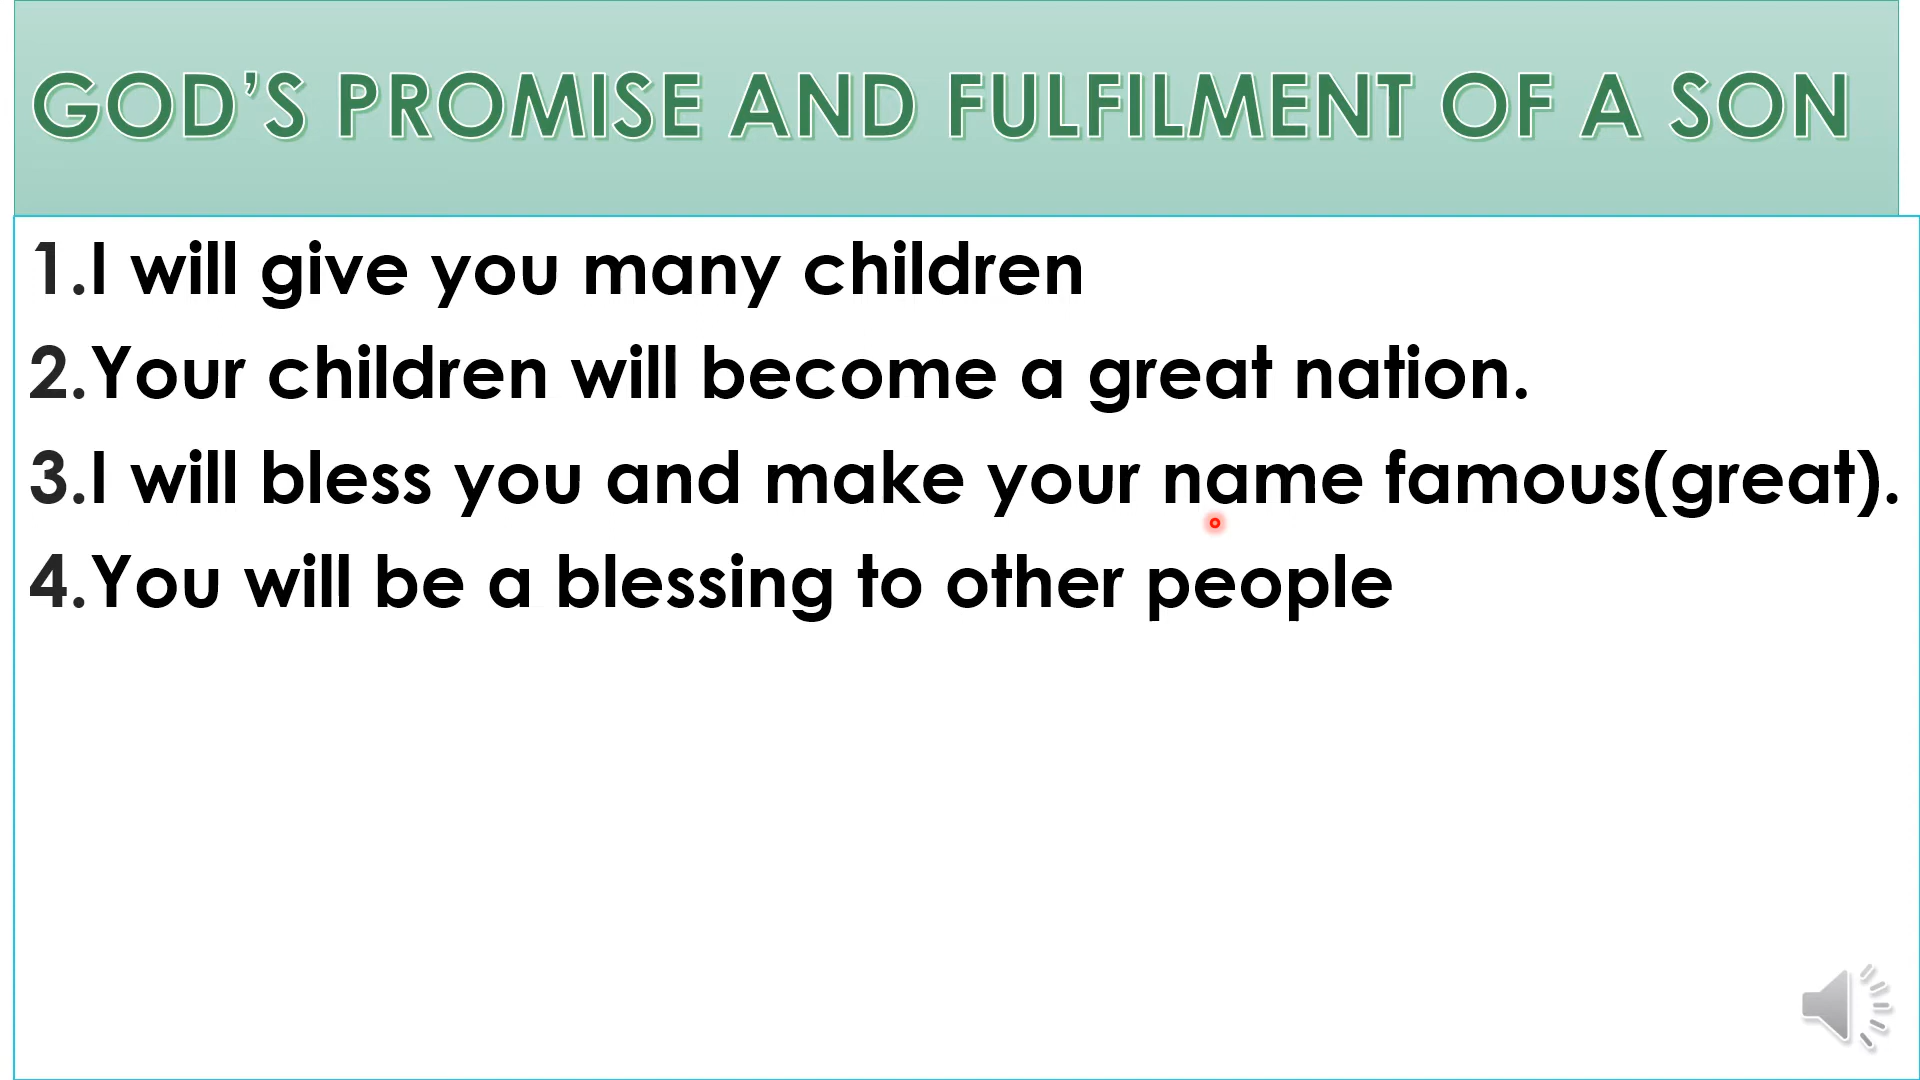 GOD’S PROMISE AND FULFILMENT OF A SON
1.I will give you many children
2.Your children will become a great nation.
3.I will bless you and make your name famous(great).
4.You will be a blessing to other people